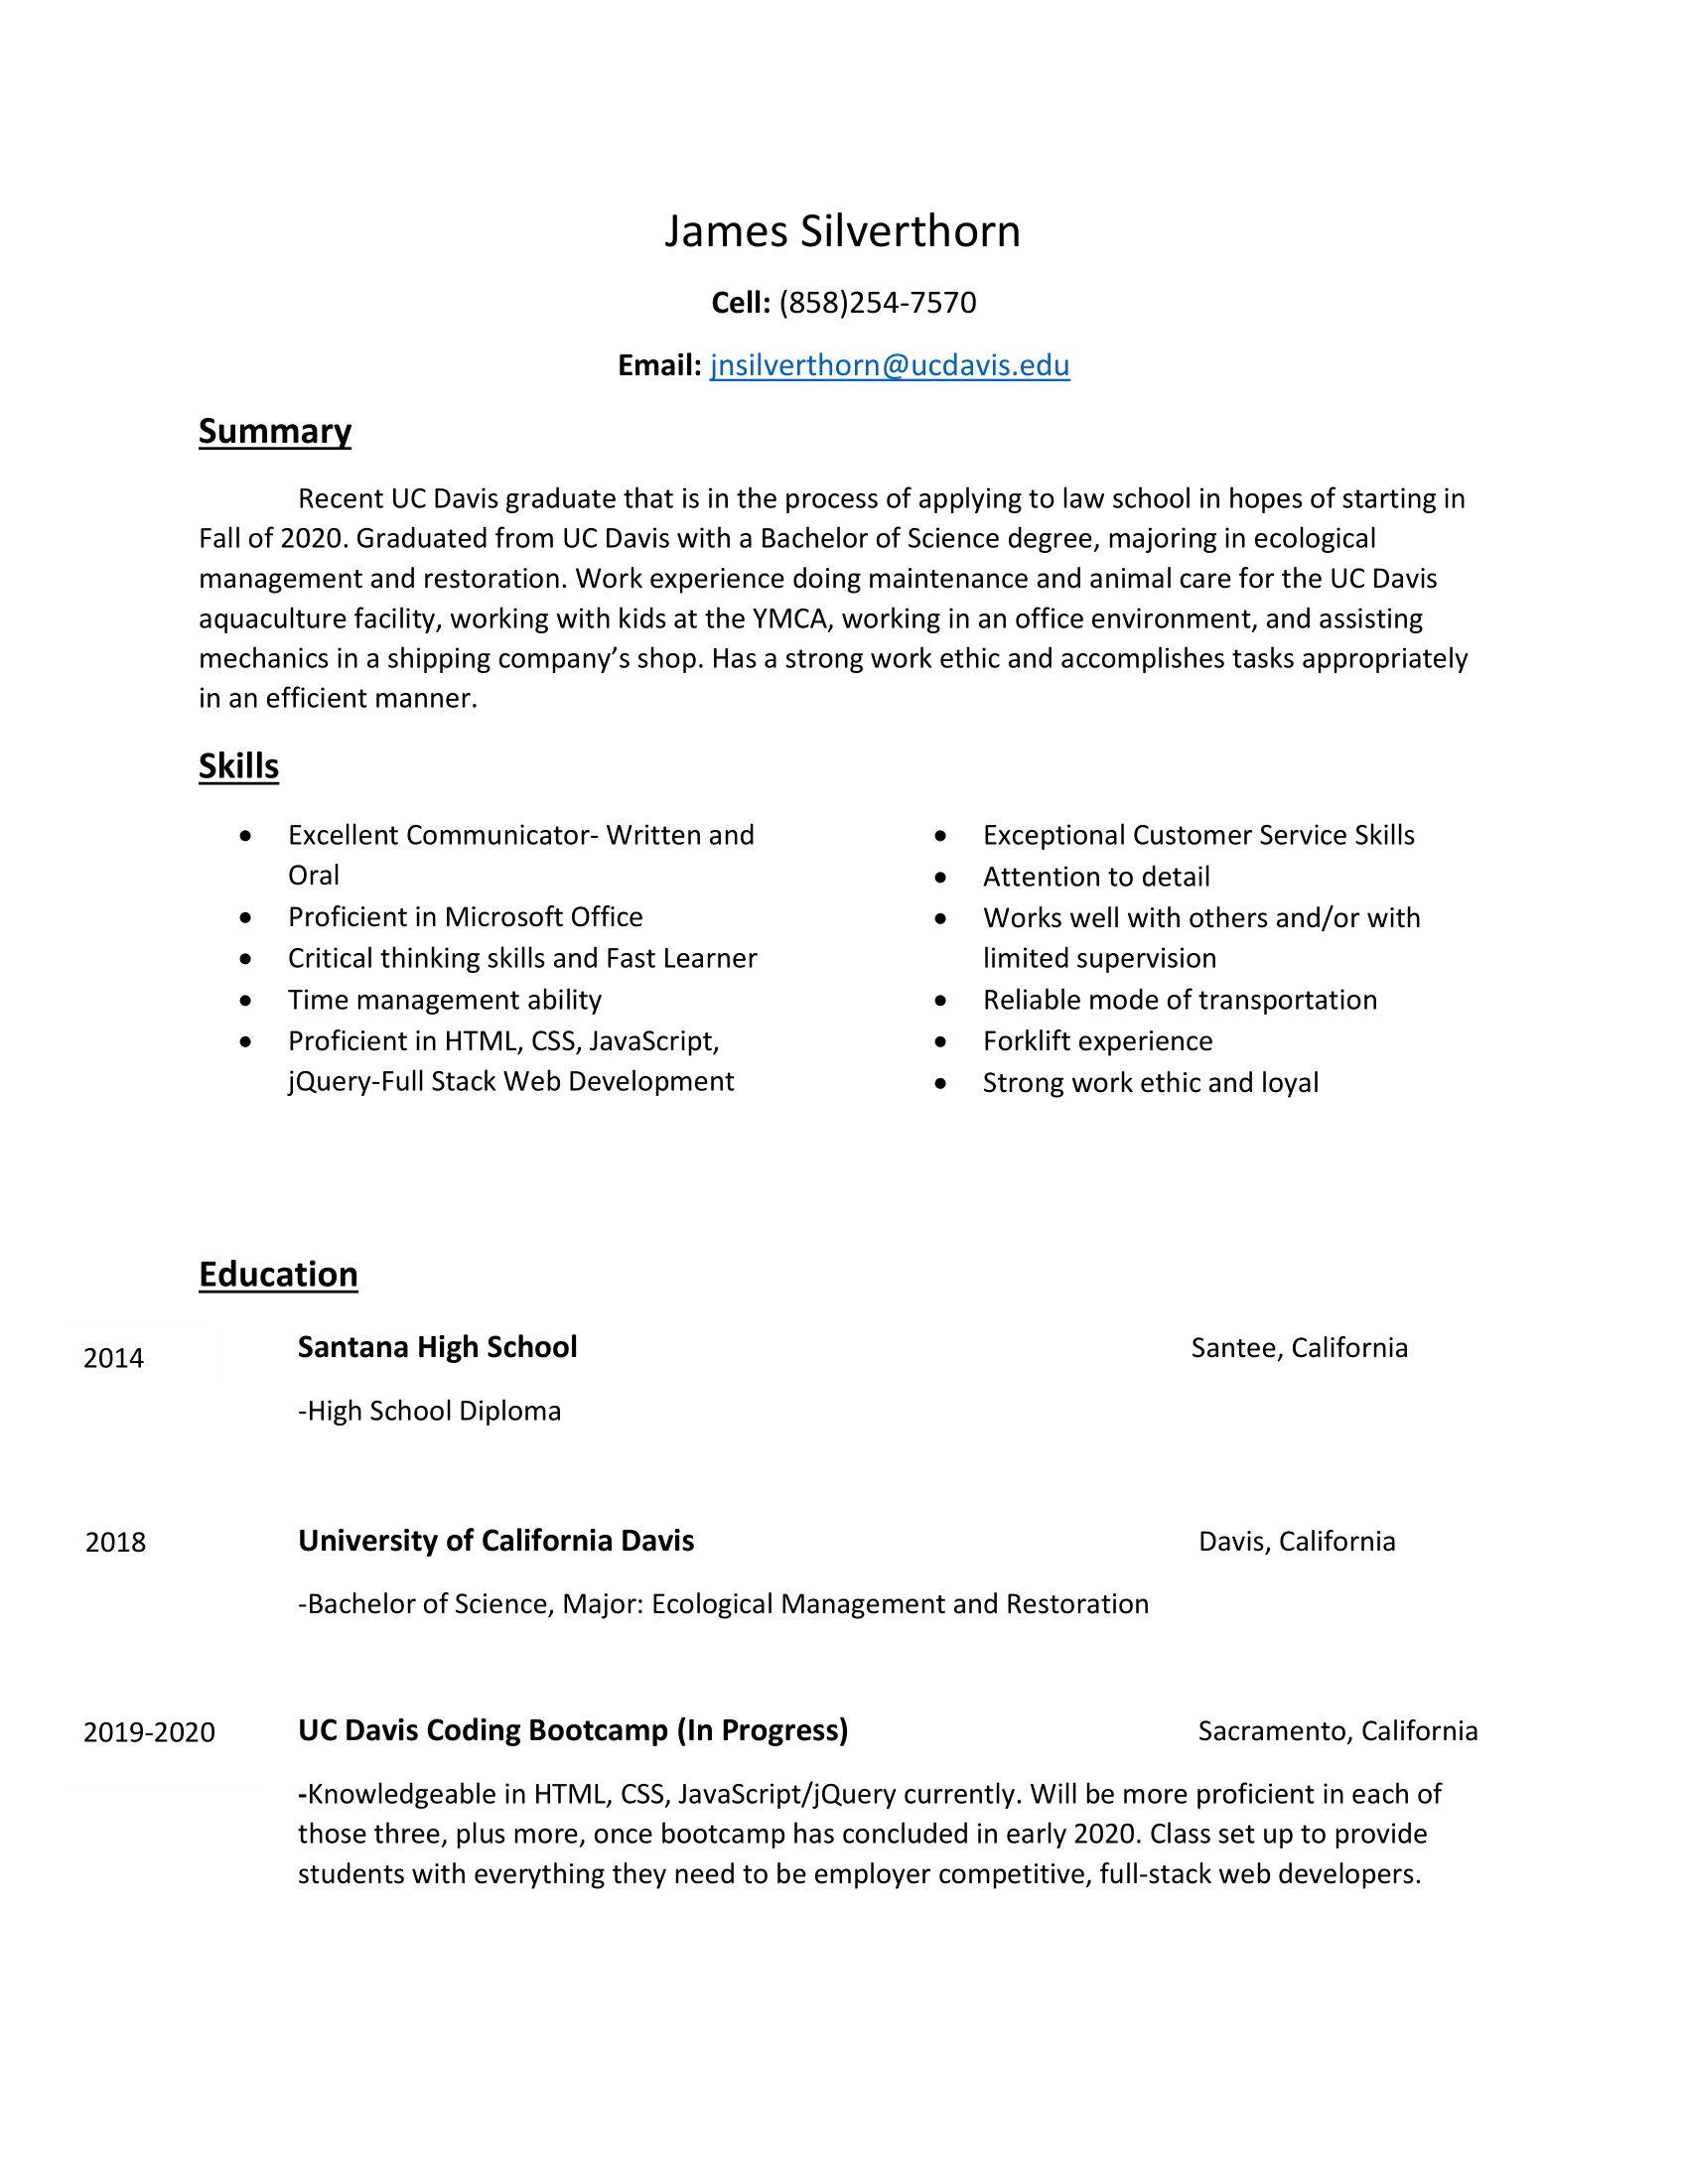 James Silverthorn
Cell: (858)254-7570
Email: jnsilverthorn@ucdavis.edu
Summary
Recent UC Davis graduate that is in the process of applying to law school in hopes of starting in
Fall of 2020. Graduated from UC Davis with a Bachelor of Science degree, majoring in ecological
management and restoration. Work experience doing maintenance and animal care for the UC Davis
aquaculture facility, working with kids at the YMCA, working in an office environment, and assisting
mechanics in a shipping company’s shop. Has a strong work ethic and accomplishes tasks appropriately
in an efficient manner.
Skills
• Excellent Communicator- Written and
Oral
• Proficient in Microsoft Office
• Critical thinking skills and Fast Learner
• Time management ability
• Proficient in HTML, CSS, JavaScript,
jQuery-Full Stack Web Development
• Exceptional Customer Service Skills
• Attention to detail
• Works well with others and/or with
limited supervision
• Reliable mode of transportation
• Forklift experience
• Strong work ethic and loyal
Education
2014 Santana High School Santee, California
-High School Diploma
2018 University of California Davis Davis, California
-Bachelor of Science, Major: Ecological Management and Restoration
2019-2020 UC Davis Coding Bootcamp (In Progress) Sacramento, California
-Knowledgeable in HTML, CSS, JavaScript/jQuery currently. Will be more proficient in each of
those three, plus more, once bootcamp has concluded in early 2020. Class set up to provide
students with everything they need to be employer competitive, full-stack web developers.